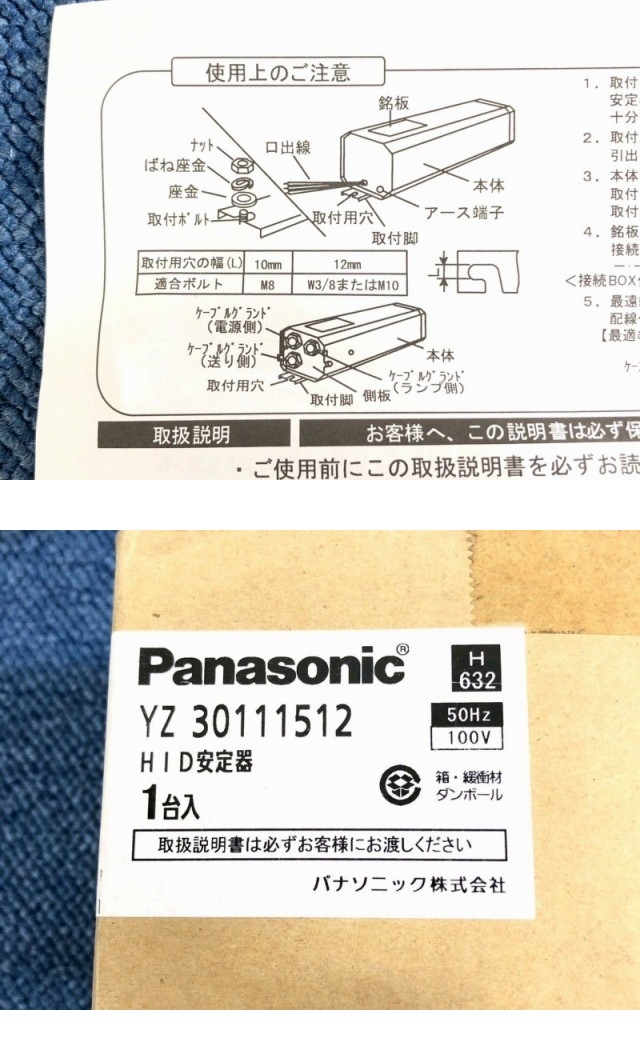 使用上のご注意
銘板
ナット
口出線
ばね座金
座金
本体
取付ボルト
取付用穴
アース端子
取付脚
取付用穴の幅(L) 10mm 12mm
適合ボルト M8 W3/8またはM10
L
ケーブルグランド
(電源側)
ケーブルグランド
(送り側)
本体
ケーブルグランド
(ランプ側)
取付用穴
取付脚
側板
1. 取付
安定
十分
2. 取付
引出
3. 本体
取付
取付
4. 銘板
接続
<接続BOX
5. 最遠
配線
【最適
ケー
取扱説明
お客様へ、この説明書は必ず保
・ご使用前にこの取扱説明書を必ずお読
Panasonic®
H
632
YZ 30111512
50Hz
100V
HID安定器
1台入
箱・緩衝材
ダンボール
取扱説明書は必ずお客様にお渡しください
パナソニック株式会社